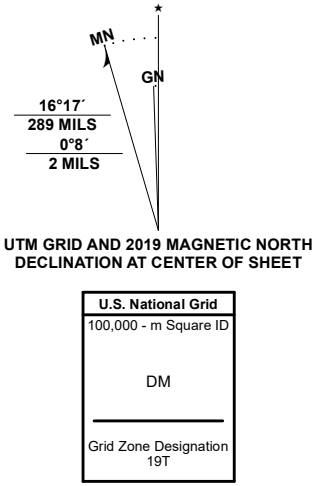 ★
MN
GN
16°17´
289 MILS
0°8´
2 MILS
UTM GRID AND 2019 MAGNETIC NORTH
DECLINATION AT CENTER OF SHEET
U.S. National Grid
100,000 - m Square ID
DM
Grid Zone Designation
19T